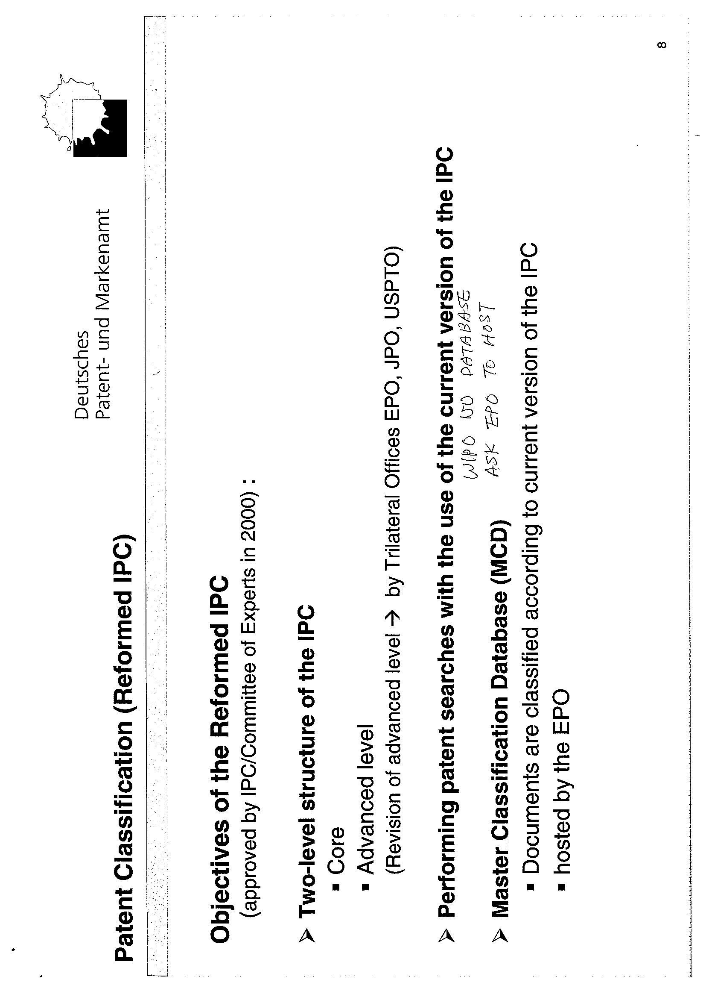 Deutsches
Patent- und Markenamt
Patent Classification (Reformed IPC)
Objectives of the Reformed IPC
(approved by IPC/Committee of Experts in 2000) :
➢ Two-level structure of the IPC
▪ Core
▪ Advanced level
(Revision of advanced level → by Trilateral Offices EPO, JPO, USPTO)
➢ Performing patent searches with the use of the current version of the IPC
WIPO NO DATABASE
ASK EPO TO HOST
➢ Master Classification Database (MCD)
▪ Documents are classified according to current version of the IPC
▪ hosted by the EPO
8